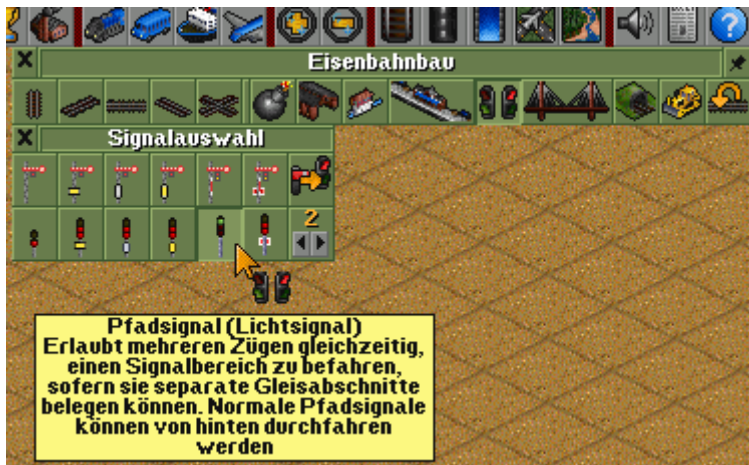 Eisenbahnbau
Signalauswahl
2
Pfadsignal (Lichtsignal)
Erlaubt mehreren Zügen gleichzeitig,
einen Signalbereich zu befahren,
sofern sie separate Gleisabschnitte
belegen können. Normale Pfadsignale
können von hinten durchfahren
werden